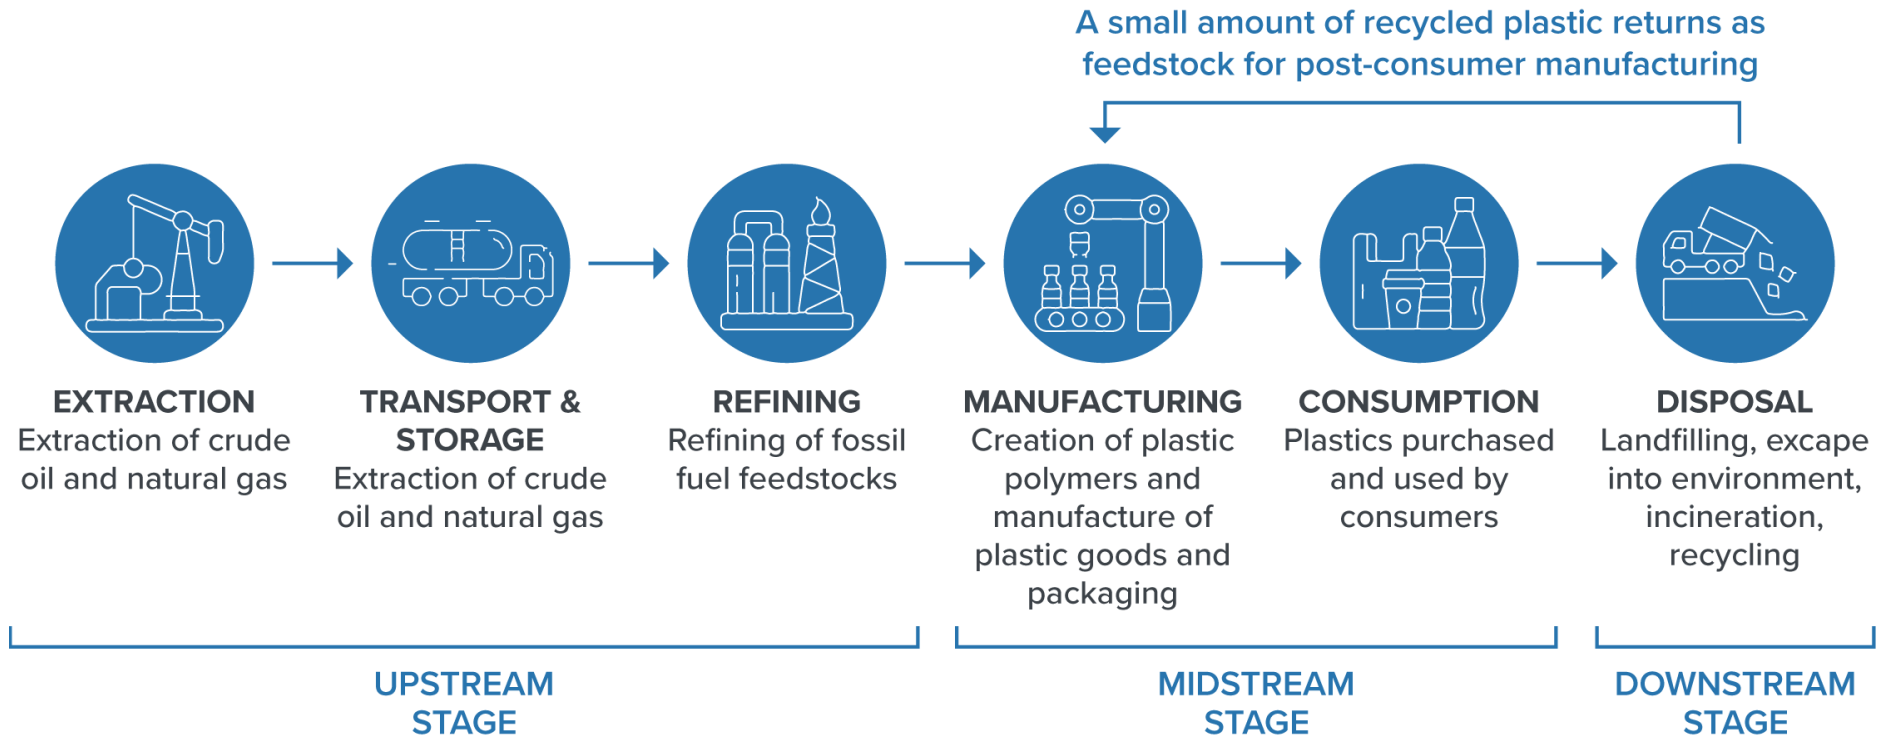 A small amount of recycled plastic returns as
feedstock for post-consumer manufacturing
EXTRACTION
Extraction of crude
oil and natural gas
TRANSPORT &
STORAGE
Extraction of crude
oil and natural gas
REFINING
Refining of fossil
fuel feedstocks
MANUFACTURING
Creation of plastic
polymers and
manufacture of
plastic goods and
packaging
CONSUMPTION
Plastics purchased
and used by
consumers
DISPOSAL
Landfilling, excape
into environment,
incineration,
recycling
UPSTREAM
STAGE
MIDSTREAM
STAGE
DOWNSTREAM
STAGE